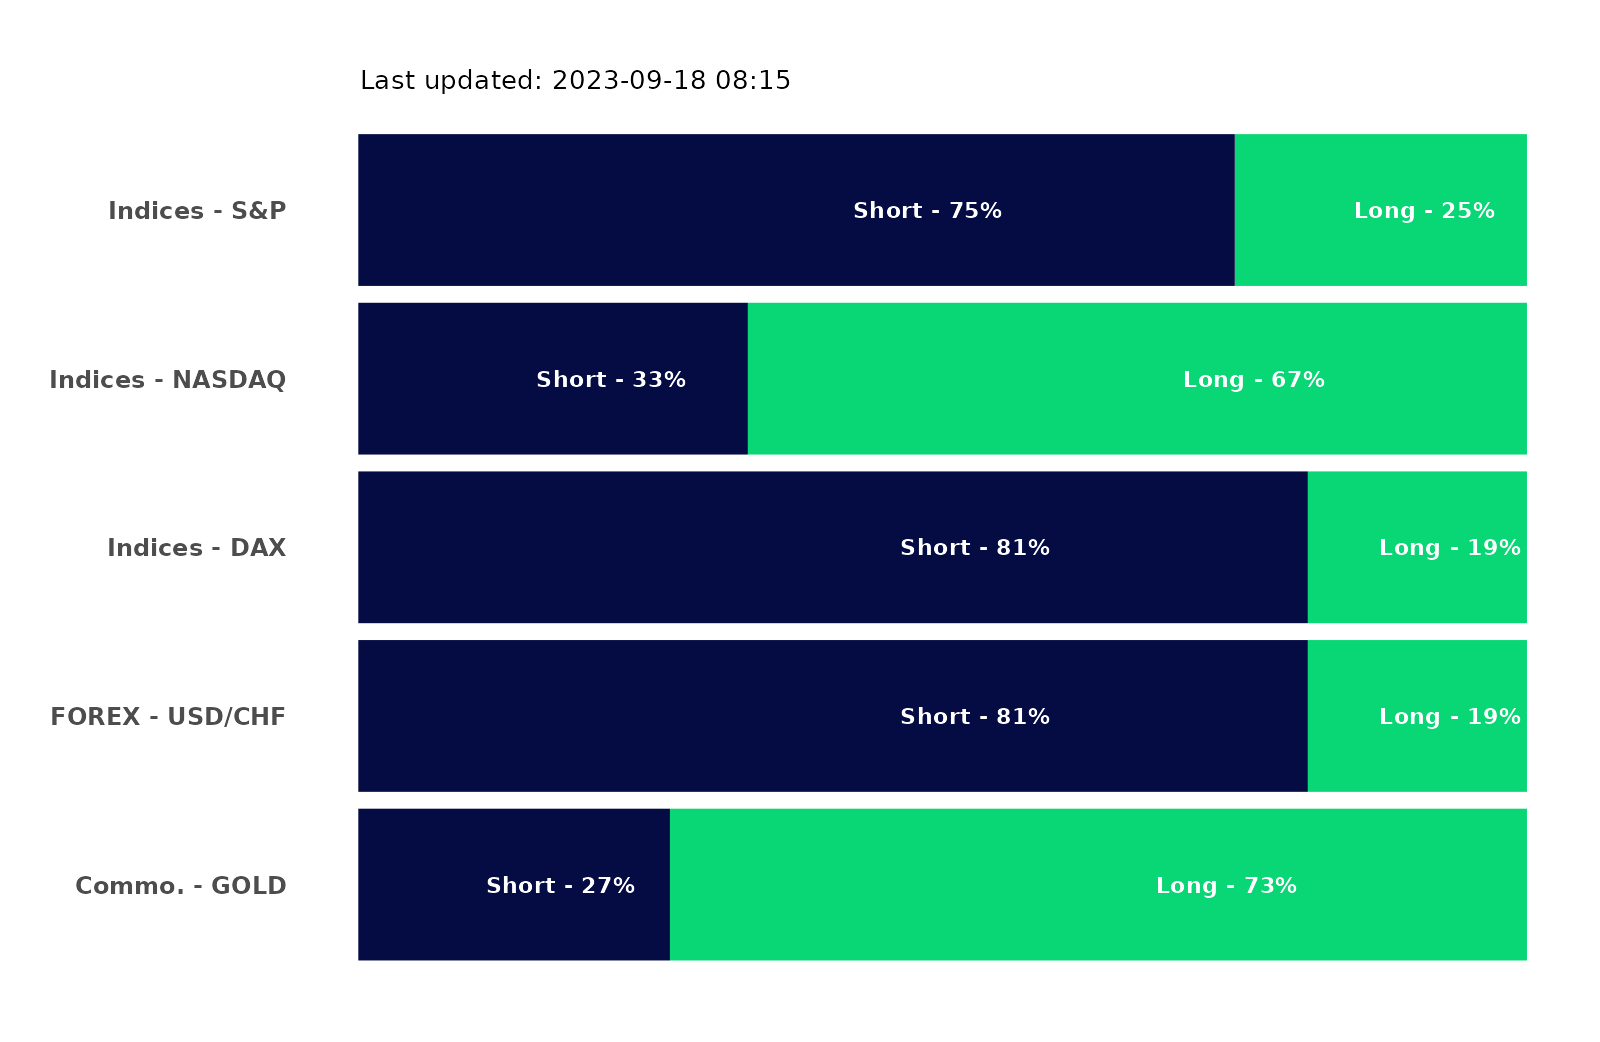 Last updated: 2023-09-18 08:15
Indices - S&P Short - 75% Long - 25%
Indices - NASDAQ Short - 33% Long - 67%
Indices - DAX Short - 81% Long - 19%
FOREX - USD/CHF Short - 81% Long - 19%
Commo. - GOLD Short - 27% Long - 73%